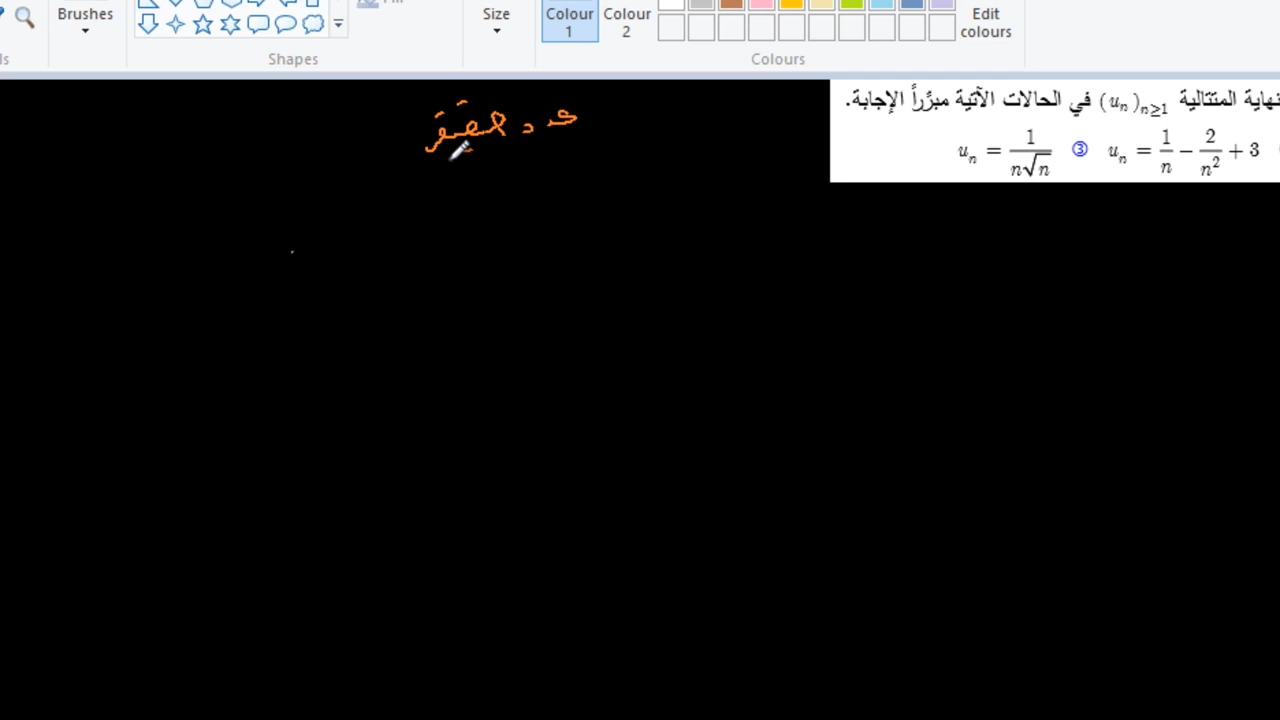 Brushes
Size
Colour 1
Colour 2
Edit colours
Shapes
Colours
نهاية المتتالية (uₙ)ₙ≥₁ في الحالات الآتية مبرِّراً الإجابة.
uₙ = 1/n − 2/n² + 3 ③ uₙ = 1/(n√n)